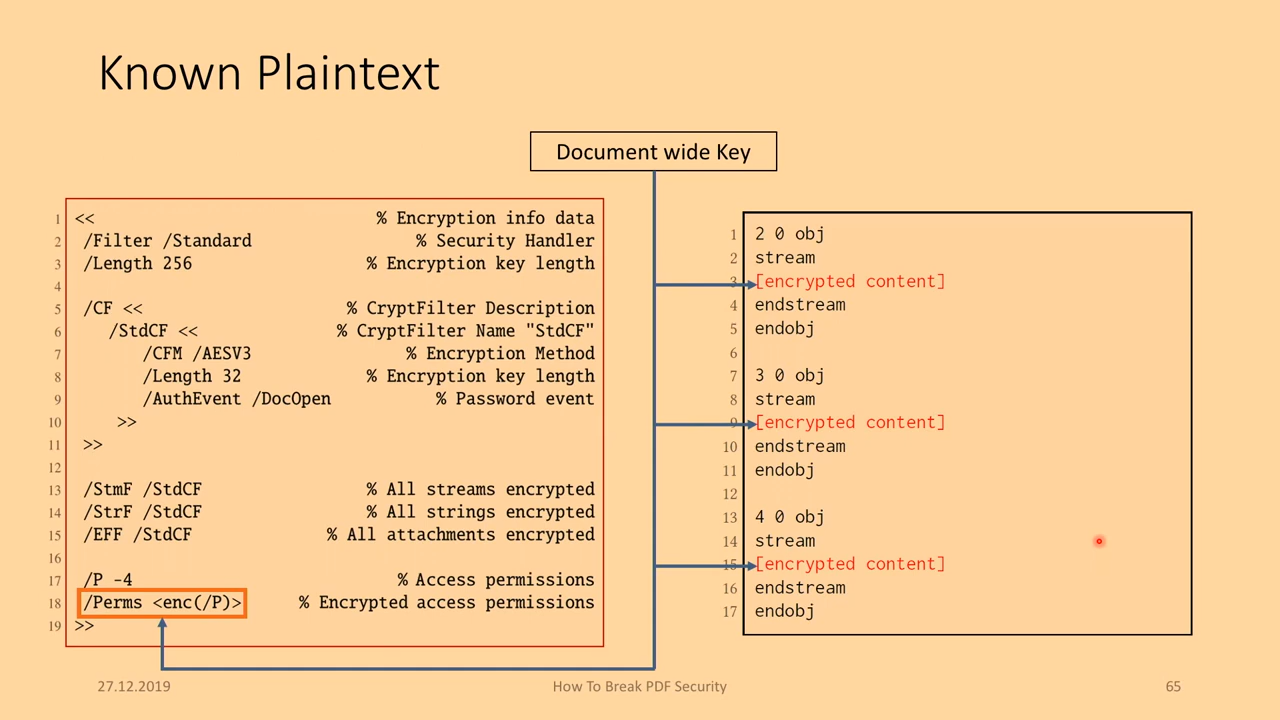 Known Plaintext
Document wide Key
1 << % Encryption info data
2 /Filter /Standard % Security Handler
3 /Length 256 % Encryption key length
4
5 /CF << % CryptFilter Description
6 /StdCF << % CryptFilter Name "StdCF"
7 /CFM /AESV3 % Encryption Method
8 /Length 32 % Encryption key length
9 /AuthEvent /DocOpen % Password event
10 >>
11 >>
12
13 /StmF /StdCF % All streams encrypted
14 /StrF /StdCF % All strings encrypted
15 /EFF /StdCF % All attachments encrypted
16
17 /P -4 % Access permissions
18 /Perms <enc(/P)> % Encrypted access permissions
19 >>
1 2 0 obj
2 stream
3 [encrypted content]
4 endstream
5 endobj
6
7 3 0 obj
8 stream
9 [encrypted content]
10 endstream
11 endobj
12
13 4 0 obj
14 stream
15 [encrypted content]
16 endstream
17 endobj
27.12.2019
How To Break PDF Security
65